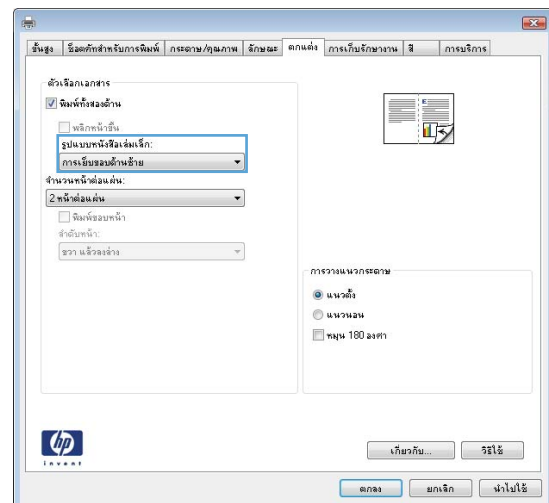 ขั้นสูง ช็อตคัทสำหรับการพิมพ์ กระดาษ/คุณภาพ ลักษณะ ตกแต่ง การเก็บรักษางาน สี การบริการ
ตัวเลือกเอกสาร
พิมพ์ทั้งสองด้าน
พลิกหน้าขึ้น
รูปแบบหนังสือเล่มเล็ก:
การเย็บขอบด้านซ้าย
จำนวนหน้าต่อแผ่น:
2 หน้าต่อแผ่น
พิมพ์ขอบหน้า
ลำดับหน้า:
ขวา แล้วลงล่าง
การวางแนวกระดาษ
แนวตั้ง
แนวนอน
หมุน 180 องศา
hp
invent
เกี่ยวกับ...
วิธีใช้
ตกลง
ยกเลิก
นำไปใช้